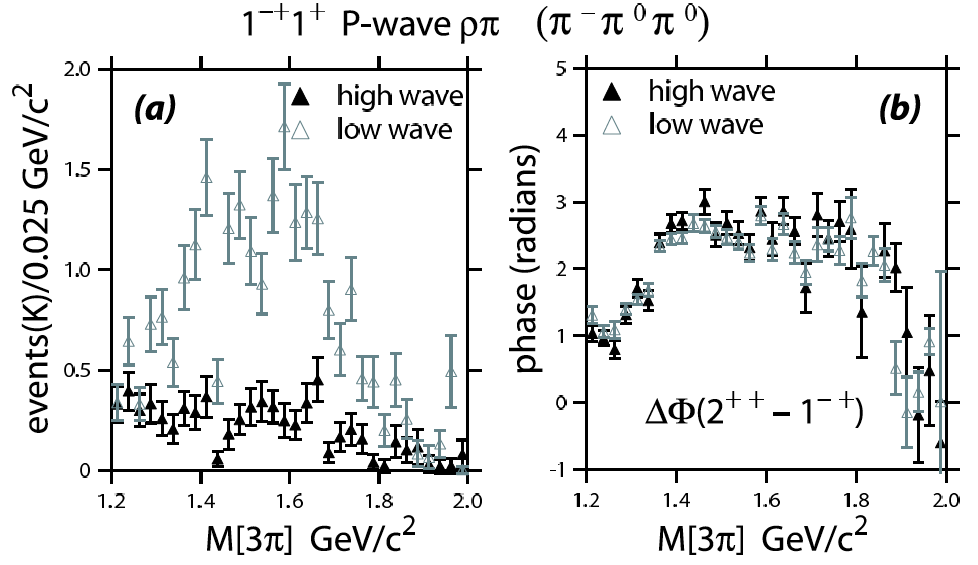 1⁻⁺1⁺ P-wave ρπ (π⁻π⁰π⁰)
events(K)/0.025 GeV/c²
2.0
1.5
1.0
0.5
0
(a)
high wave
low wave
1.2 1.4 1.6 1.8 2.0
M[3π] GeV/c²
phase (radians)
5
4
3
2
1
0
-1
high wave
low wave
(b)
ΔΦ(2⁺⁺ − 1⁻⁺)
1.2 1.4 1.6 1.8 2.0
M[3π] GeV/c²